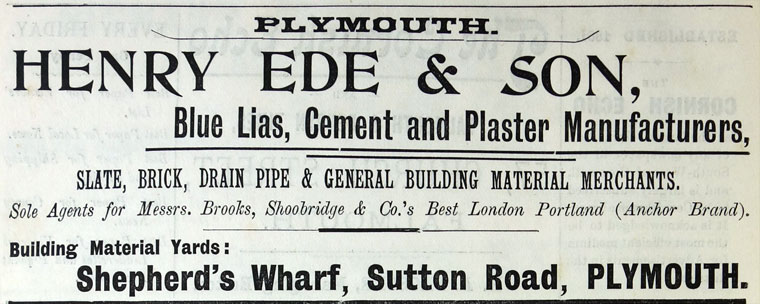 PLYMOUTH.
HENRY EDE & SON,
Blue Lias, Cement and Plaster Manufacturers,
SLATE, BRICK, DRAIN PIPE & GENERAL BUILDING MATERIAL MERCHANTS.
Sole Agents for Messrs. Brooks, Shoobridge & Co.'s Best London Portland (Anchor Brand).
Building Material Yards:
Shepherd's Wharf, Sutton Road, PLYMOUTH.